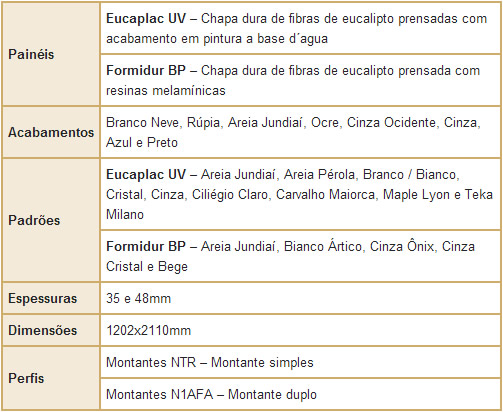 Painéis
Eucaplac UV – Chapa dura de fibras de eucalipto prensadas com
acabamento em pintura a base d´agua
Formidur BP – Chapa dura de fibras de eucalipto prensada com
resinas melamínicas
Acabamentos
Branco Neve, Rúpia, Areia Jundiaí, Ocre, Cinza Ocidente, Cinza,
Azul e Preto
Padrões
Eucaplac UV – Areia Jundiaí, Areia Pérola, Branco / Bianco,
Cristal, Cinza, Ciliégio Claro, Carvalho Maiorca, Maple Lyon e Teka
Milano
Formidur BP – Areia Jundiaí, Bianco Ártico, Cinza Ônix, Cinza
Cristal e Bege
Espessuras
35 e 48mm
Dimensões
1202x2110mm
Perfis
Montantes NTR – Montante simples
Montantes N1AFA – Montante duplo